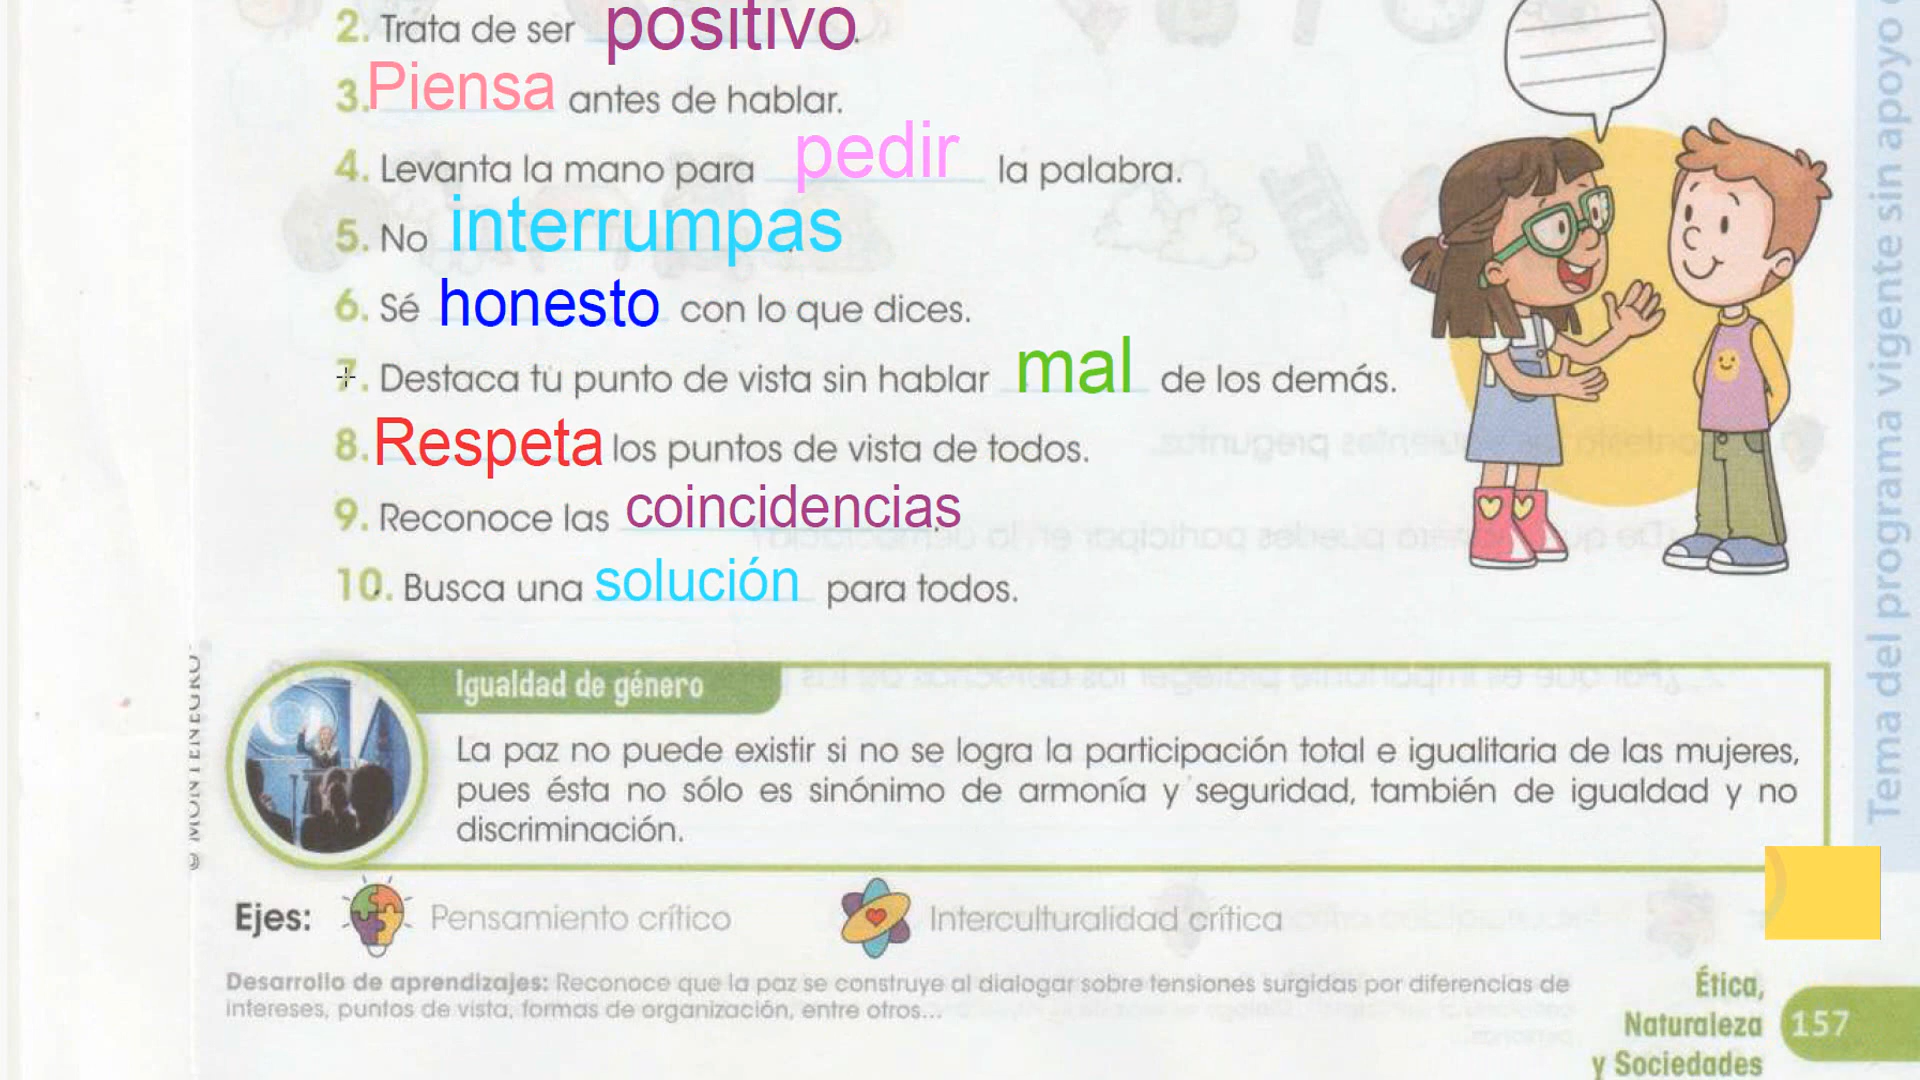 2. Trata de ser positivo.
3. Piensa antes de hablar.
4. Levanta la mano para pedir la palabra.
5. No interrumpas.
6. Sé honesto con lo que dices.
7. Destaca tu punto de vista sin hablar mal de los demás.
8. Respeta los puntos de vista de todos.
9. Reconoce las coincidencias.
10. Busca una solución para todos.
Igualdad de género
La paz no puede existir si no se logra la participación total e igualitaria de las mujeres,
pues ésta no sólo es sinónimo de armonía y seguridad, también de igualdad y no
discriminación.
Ejes: Pensamiento crítico Interculturalidad crítica
Desarrollo de aprendizajes: Reconoce que la paz se construye al dialogar sobre tensiones surgidas por diferencias de
intereses, puntos de vista, formas de organización, entre otros...
Ética,
Naturaleza
y Sociedades
157
© MONTENEGRO
Tema del programa vigente sin apoyo